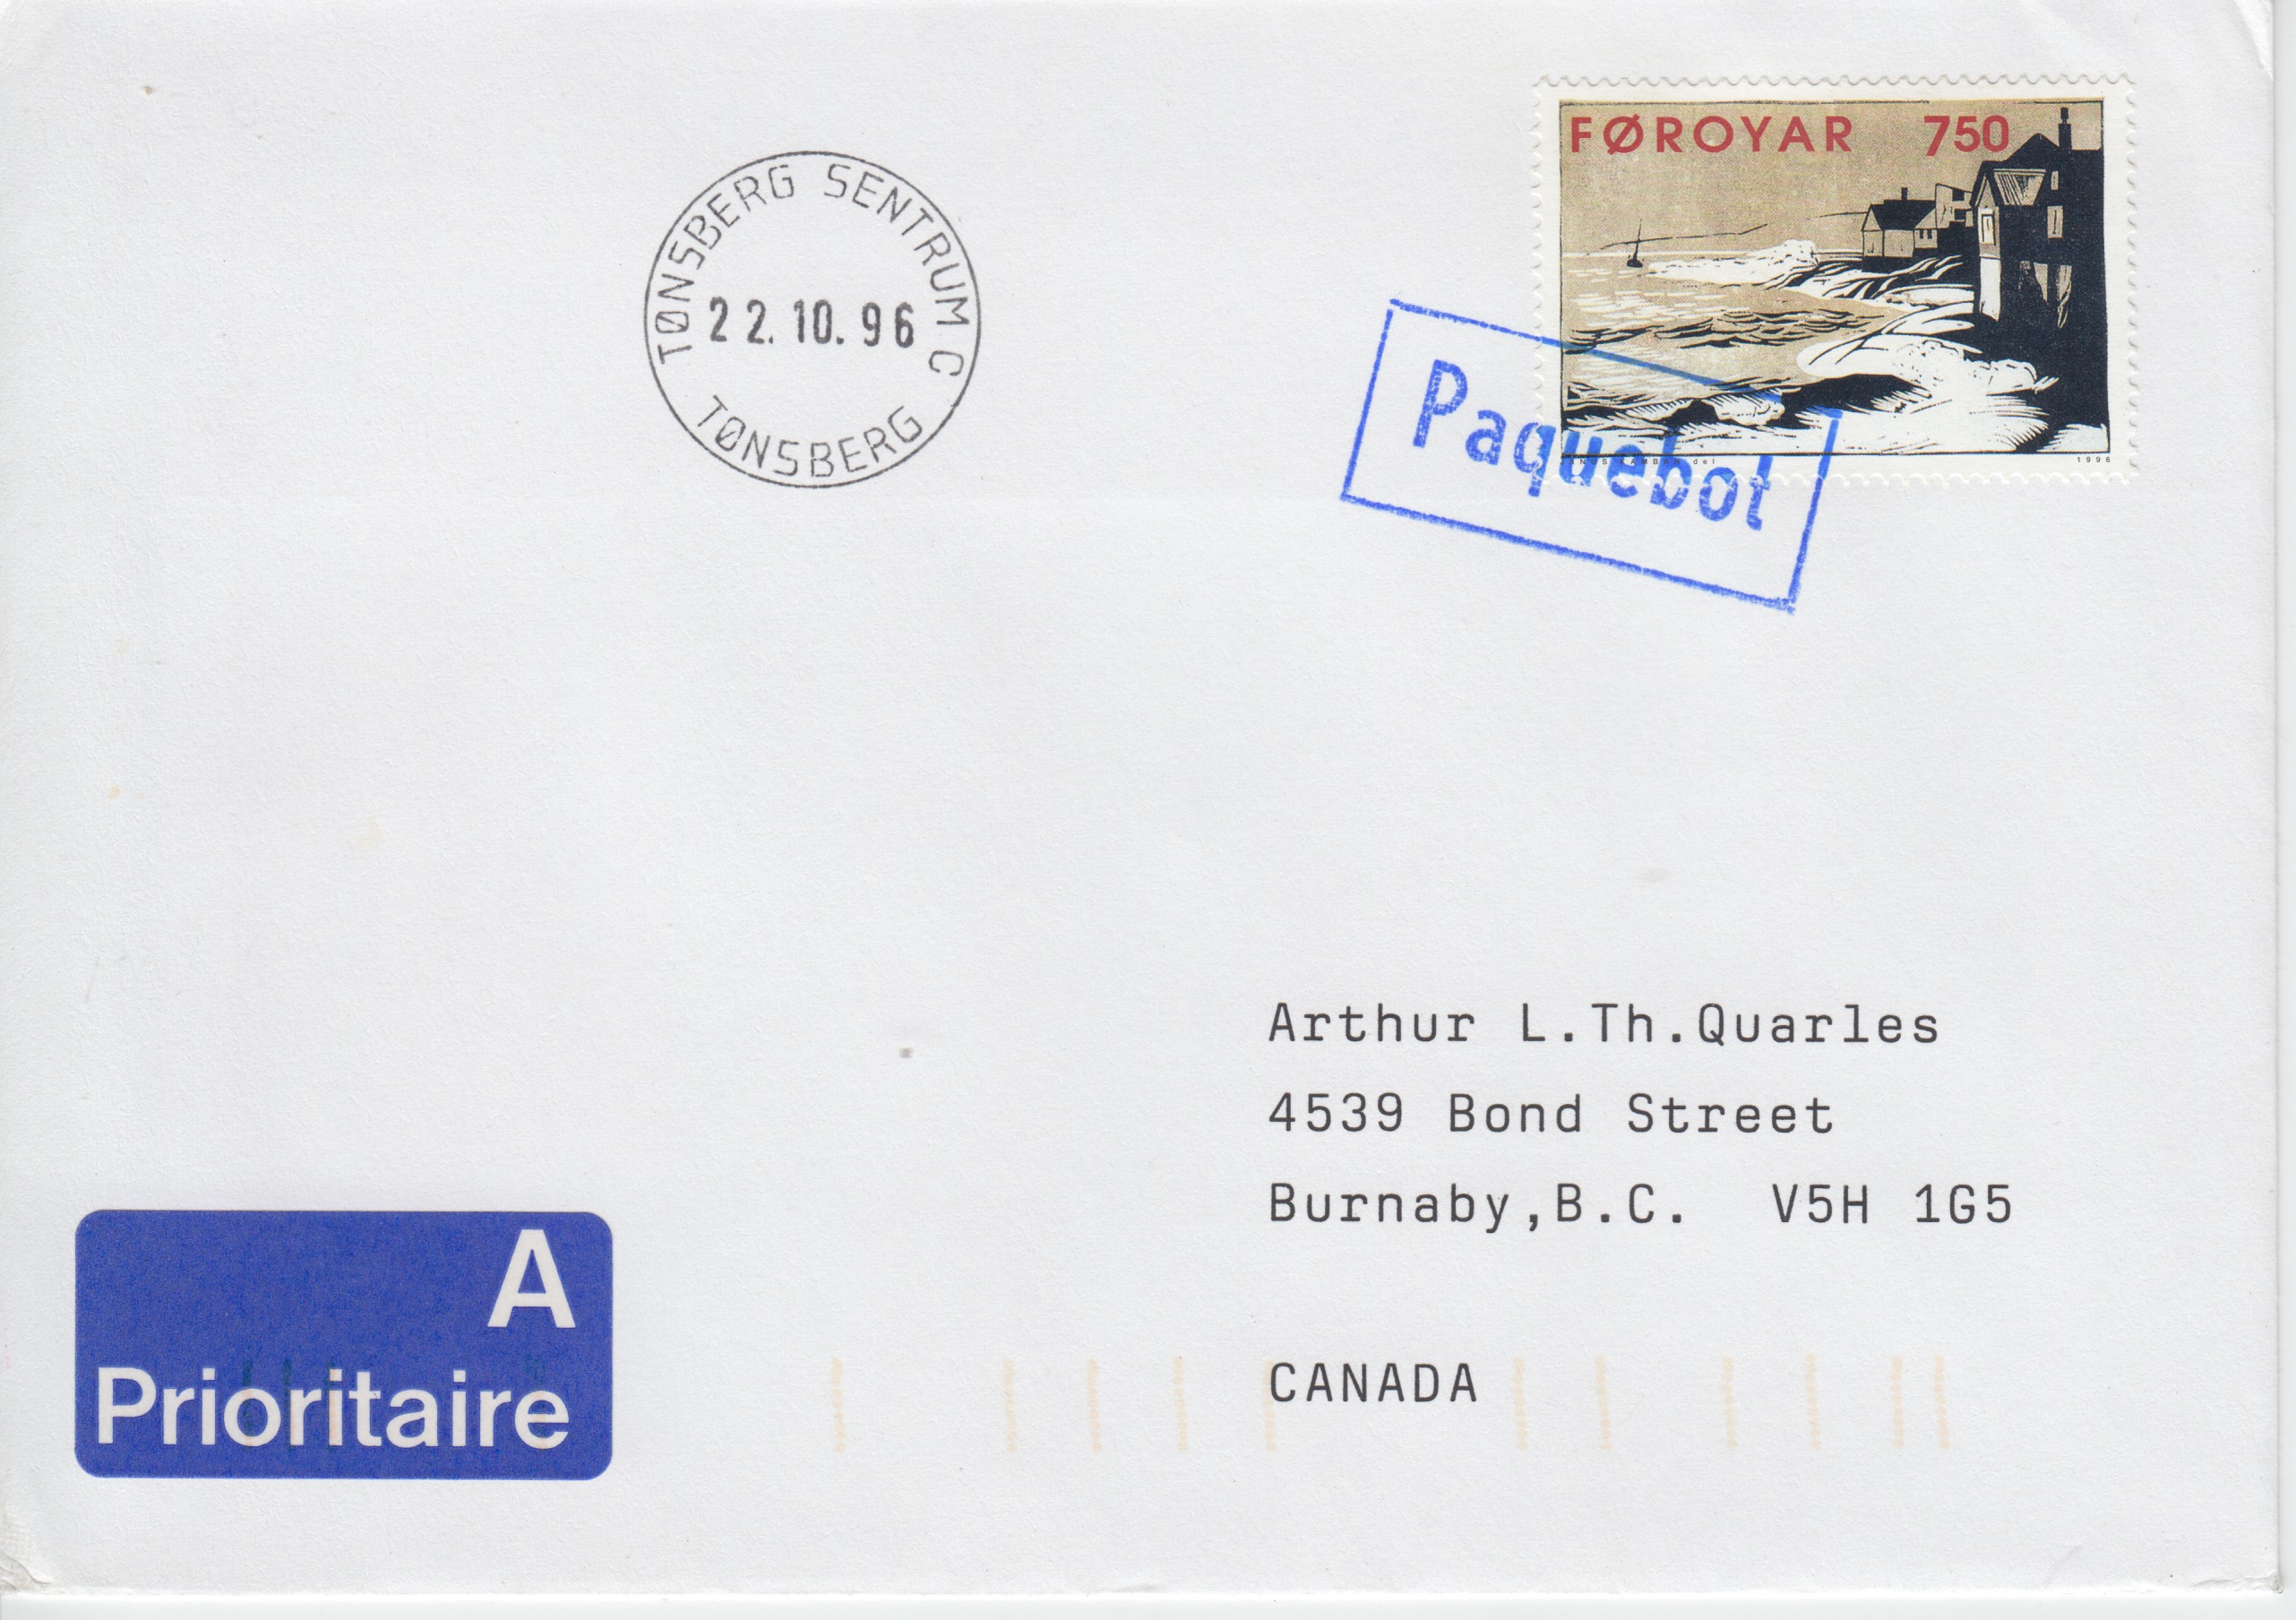 FØROYAR 750
TØNSBERG SENTRUM C
22.10.96
TØNSBERG
Paquebot
1996
Arthur L.Th.Quarles
4539 Bond Street
Burnaby,B.C. V5H 1G5
CANADA
A
Prioritaire